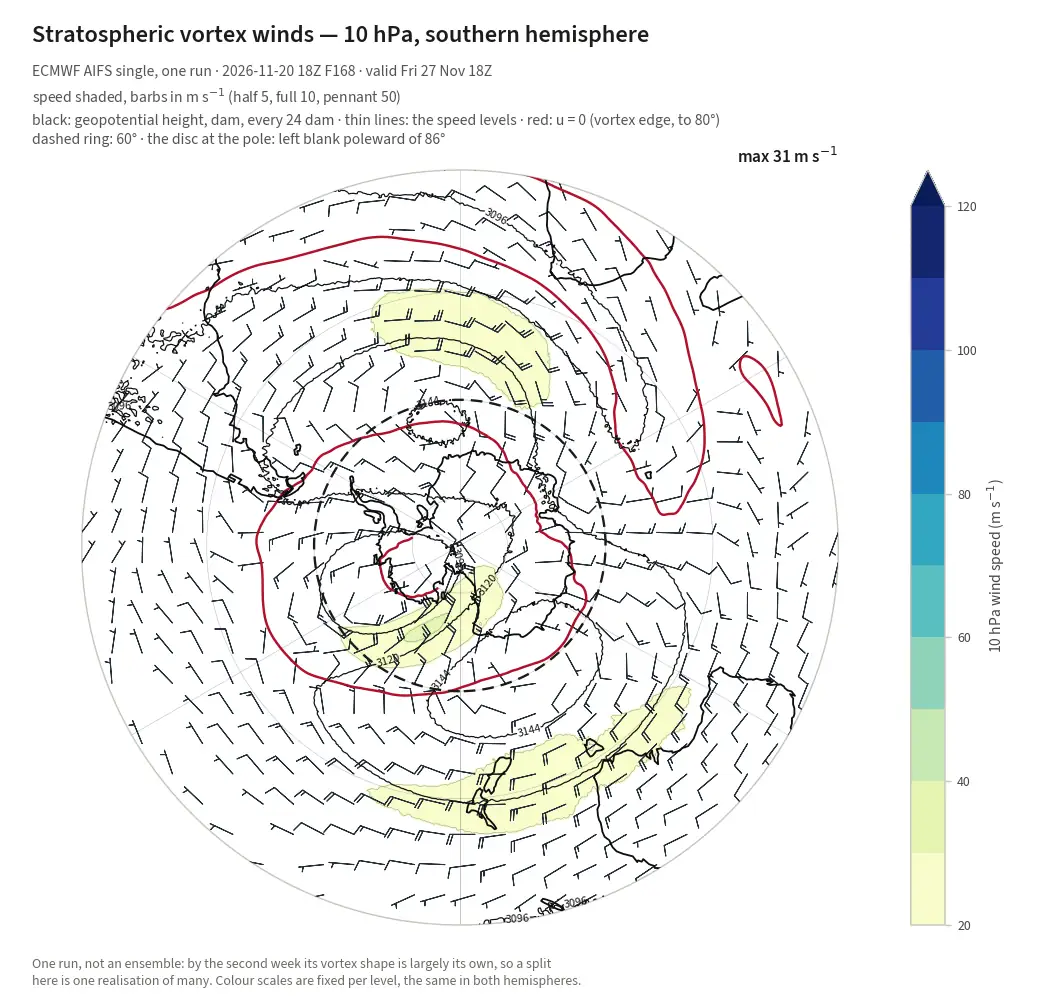 Stratospheric vortex winds — 10 hPa, southern hemisphere
ECMWF AIFS single, one run · 2026-11-20 18Z F168 · valid Fri 27 Nov 18Z
speed shaded, barbs in m s⁻¹ (half 5, full 10, pennant 50)
black: geopotential height, dam, every 24 dam · thin lines: the speed levels · red: u = 0 (vortex edge, to 80°)
dashed ring: 60° · the disc at the pole: left blank poleward of 86°
max 31 m s⁻¹
3096
3144
3096
3120
3120
3144
3144
3096
3096
120
100
80
60
40
20
10 hPa wind speed (m s⁻¹)
One run, not an ensemble: by the second week its vortex shape is largely its own, so a split
here is one realisation of many. Colour scales are fixed per level, the same in both hemispheres.